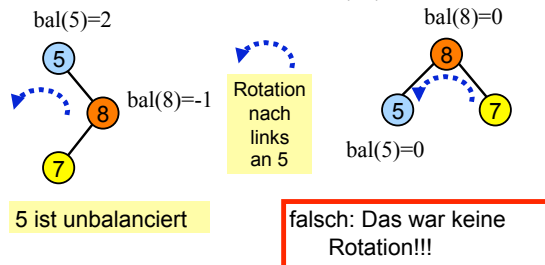 bal(5)=2
5
8
bal(8)=-1
7
5 ist unbalanciert
Rotation
nach
links
an 5
bal(8)=0
8
5
7
bal(5)=0
falsch: Das war keine
Rotation!!!